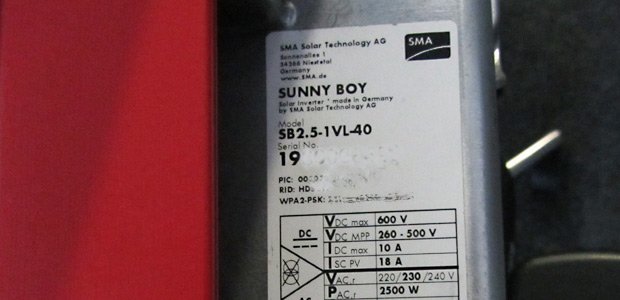 SMA Solar Technology AG
Sonnenallee 1
34266 Niestetal
Germany
www.SMA.de
SMA
SUNNY BOY
Solar inverter * made in Germany
by SMA Solar Technology AG
Model
SB2.5-1VL-40
Serial No.
19
PIC:
RID:
WPA2-PSK:
DC
VDC max 600 V
VDC MPP 260 - 500 V
IDC max 10 A
ISC PV 18 A
VAC,r 220/230/240 V
PAC,r 2500 W
AC